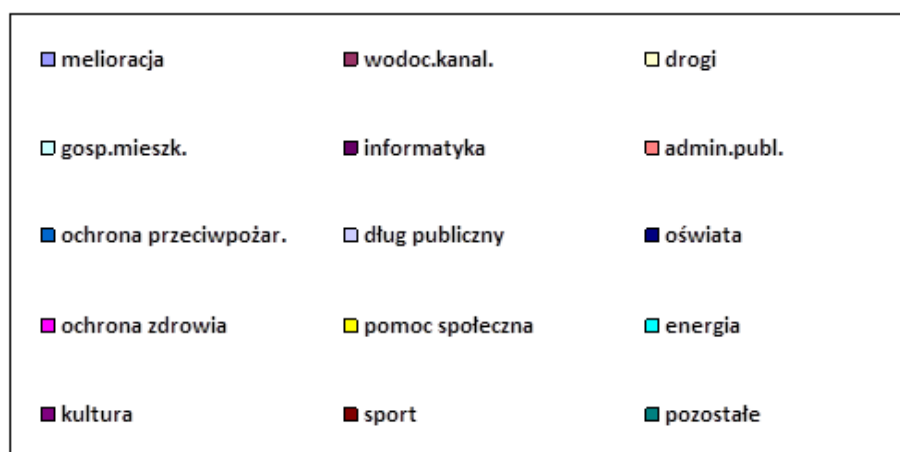 melioracja wodoc.kanal. drogi
gosp.mieszk. informatyka admin.publ.
ochrona przeciwpożar. dług publiczny oświata
ochrona zdrowia pomoc społeczna energia
kultura sport pozostałe